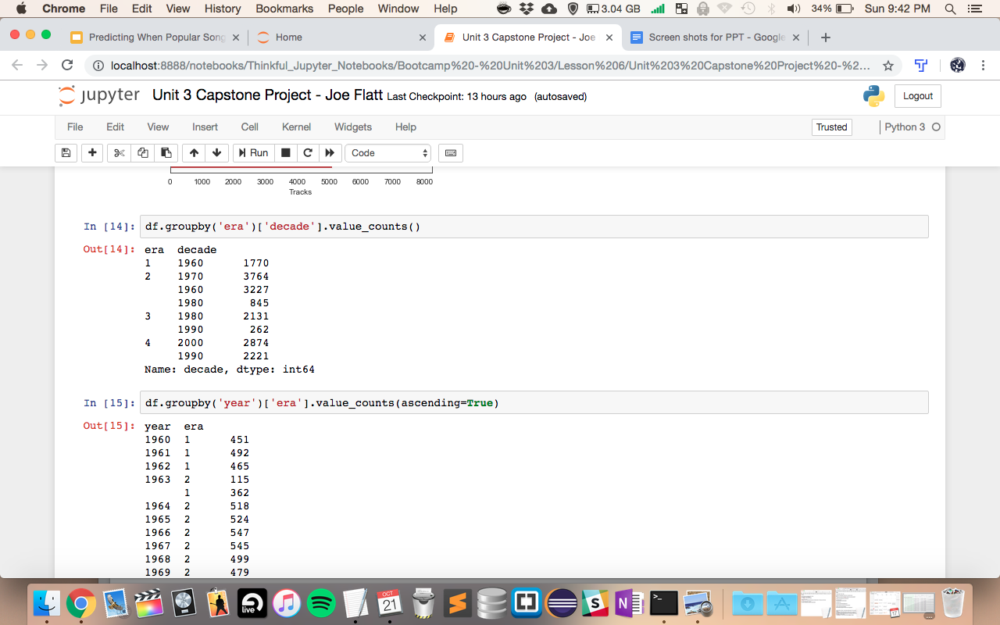 Chrome File Edit View History Bookmarks People Window Help 3.04 GB 34% Sun 9:42 PM
Predicting When Popular Song Home Unit 3 Capstone Project - Joe Screen shots for PPT - Google
localhost:8888/notebooks/Thinkful_Jupyter_Notebooks/Bootcamp%20-%20Unit%203/Lesson%206/Unit%203%20Capstone%20Project%20-%2...
jupyter Unit 3 Capstone Project - Joe Flatt Last Checkpoint: 13 hours ago (autosaved) Logout
File Edit View Insert Cell Kernel Widgets Help Trusted Python 3
Run Code
0 1000 2000 3000 4000 5000 6000 7000 8000
Tracks
In [14]: df.groupby('era')['decade'].value_counts()
Out[14]: era decade
1 1960 1770
2 1970 3764
1960 3227
1980 845
3 1980 2131
1990 262
4 2000 2874
1990 2221
Name: decade, dtype: int64
In [15]: df.groupby('year')['era'].value_counts(ascending=True)
Out[15]: year era
1960 1 451
1961 1 492
1962 1 465
1963 2 115
1 362
1964 2 518
1965 2 524
1966 2 547
1967 2 545
1968 2 499
1969 2 479
live OCT
21 S N